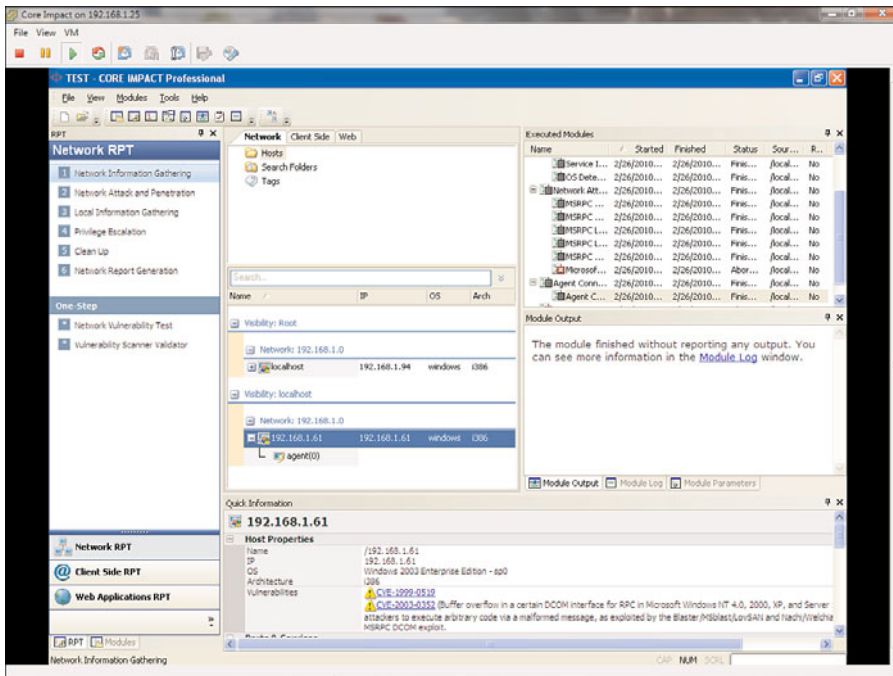 Core Impact on 192.168.1.25
File View VM
TEST - CORE IMPACT Professional
File View Modules Tools Help
RPT
Network RPT
1 Network Information Gathering
2 Network Attack and Penetration
3 Local Information Gathering
4 Privilege Escalation
5 Clean Up
6 Network Report Generation
One-Step
Network Vulnerability Test
Vulnerability Scanner Validator
Network RPT
Client Side RPT
Web Applications RPT
RPT Modules
Network Client Side Web
Hosts
Search Folders
Tags
Search...
Name / IP OS Arch
Visibility: Root
Network: 192.168.1.0
localhost 192.168.1.94 windows i386
Visibility: localhost
Network: 192.168.1.0
192.168.1.61 192.168.1.61 windows i386
agent(0)
Executed Modules
Name / Started Finished Status Sour... R...
Service I... 2/26/2010... 2/26/2010... Finis... /local... No
OS Dete... 2/26/2010... 2/26/2010... Finis... /local... No
Network Att... 2/26/2010... 2/26/2010... Finis... /local... No
MSRPC ... 2/26/2010... 2/26/2010... Finis... /local... No
MSRPC L... 2/26/2010... 2/26/2010... Finis... /local... No
MSRPC L... 2/26/2010... 2/26/2010... Finis... /local... No
MSRPC ... 2/26/2010... 2/26/2010... Finis... /local... No
Microsof... 2/26/2010... 2/26/2010... Abor... /local... No
Agent Conn... 2/26/2010... 2/26/2010... Finis... /local... No
Agent C... 2/26/2010... 2/26/2010... Finis... /local... No
Module Output
The module finished without reporting any output. You
can see more information in the Module Log window.
Module Output Module Log Module Parameters
Quick Information
192.168.1.61
Host Properties
Name /192.168.1.61
IP 192.168.1.61
OS Windows 2003 Enterprise Edition - sp0
Architecture i386
Vulnerabilities CVE-1999-0519
CVE-2003-0352 (Buffer overflow in a certain DCOM interface for RPC in Microsoft Windows NT 4.0, 2000, XP, and Server
attackers to execute arbitrary code via a malformed message, as exploited by the Blaster/MSblast/LovSAN and Nachi/Welchia
MSRPC DCOM exploit.
Network Information Gathering
CAP NUM SCRL